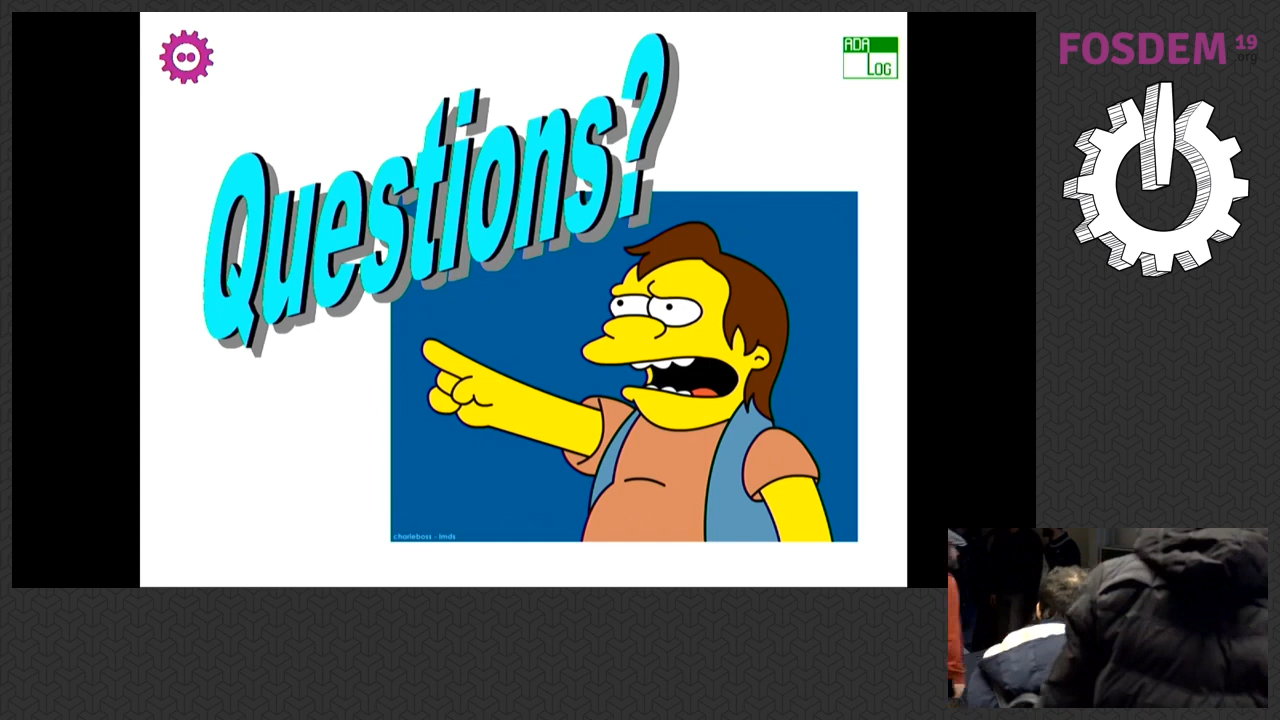 ADA
LOG
FOSDEM 19
.org
Questions?
charleboss - lmds